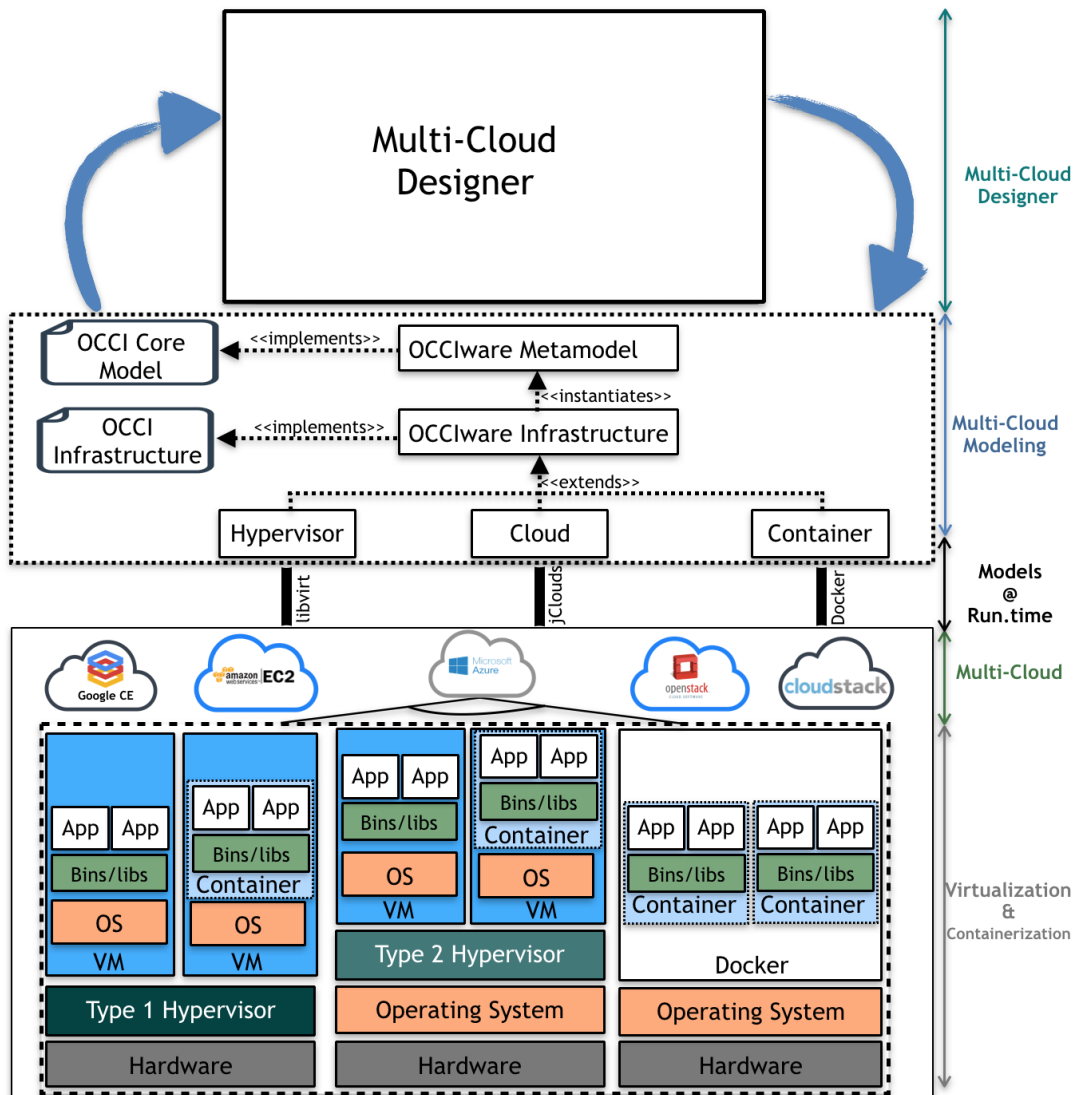 Multi-Cloud
Designer
Multi-Cloud
Designer
OCCI Core
Model
<<implements>>
OCCIware Metamodel
<<instantiates>>
OCCI
Infrastructure
<<implements>>
OCCIware Infrastructure
<<extends>>
Multi-Cloud
Modeling
Hypervisor
Cloud
Container
libvirt
jClouds
Docker
Models
@
Run.time
Google CE
amazon
webservices
EC2
Microsoft
Azure
openstack
CLOUD SOFTWARE
cloudstack
Multi-Cloud
App
App
Bins/libs
OS
VM
App
App
Bins/libs
Container
OS
VM
Type 1 Hypervisor
Hardware
App
App
Bins/libs
OS
VM
App
App
Bins/libs
Container
OS
VM
Type 2 Hypervisor
Operating System
Hardware
App
App
Bins/libs
Container
App
App
Bins/libs
Container
Docker
Operating System
Hardware
Virtualization
&
Containerization